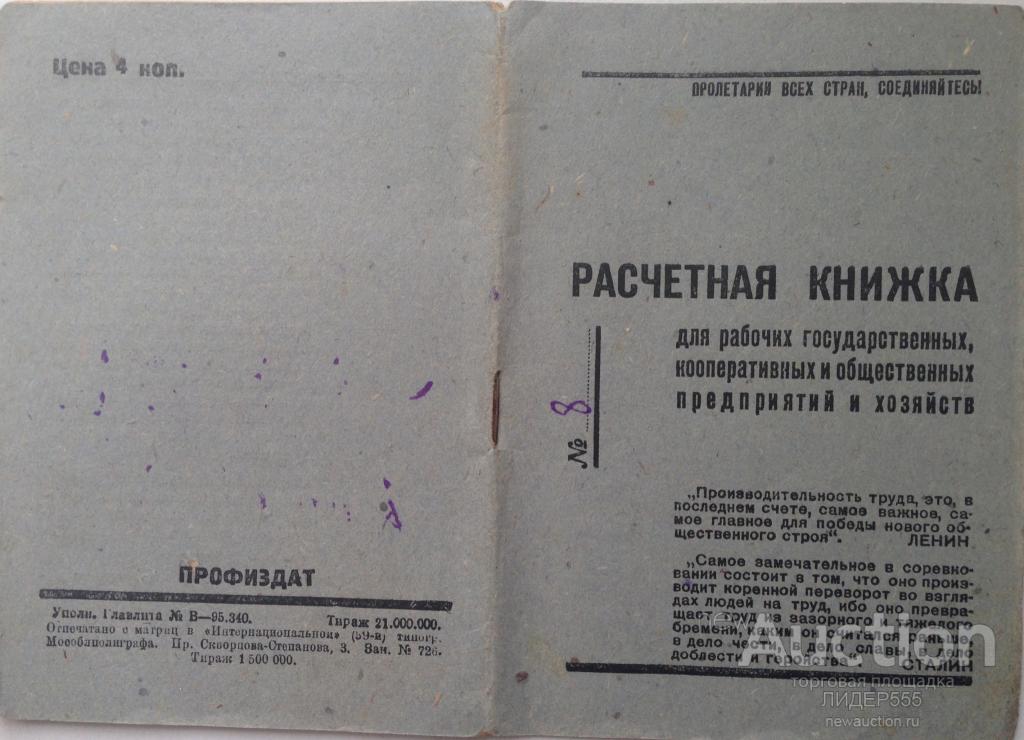 Цена 4 коп.
ПРОФИЗДАТ
Уполн. Главлита № В—95.340. Тираж 21.000.000.
Отпечатано с матриц в «Интернациональной» (39-й) типогр.
Мособлполиграфа. Пр. Скворцова-Степанова, 3. Зак. № 726.
Тираж 1 500 000.
ПРОЛЕТАРИИ ВСЕХ СТРАН, СОЕДИНЯЙТЕСЫ
РАСЧЕТНАЯ КНИЖКА
для рабочих государственных,
кооперативных и общественных
предприятий и хозяйств
№ 8
„Производительность труда, это, в
последнем счете, самое важное, са-
мое главное для победы нового об-
щественного строя“. ЛЕНИН
„Самое замечательное в соревно-
вании состоит в том, что оно произ-
водит коренной переворот во взгля-
дах людей на труд, ибо оно превра-
щает труд из зазорного и тяжелого
бремени, каким он считался раньше,
в дело чести, в дело славы, в дело
доблести и геройства“. СТАЛИН
Auction
торговая площадка
ЛИДЕР555
newauction.ru